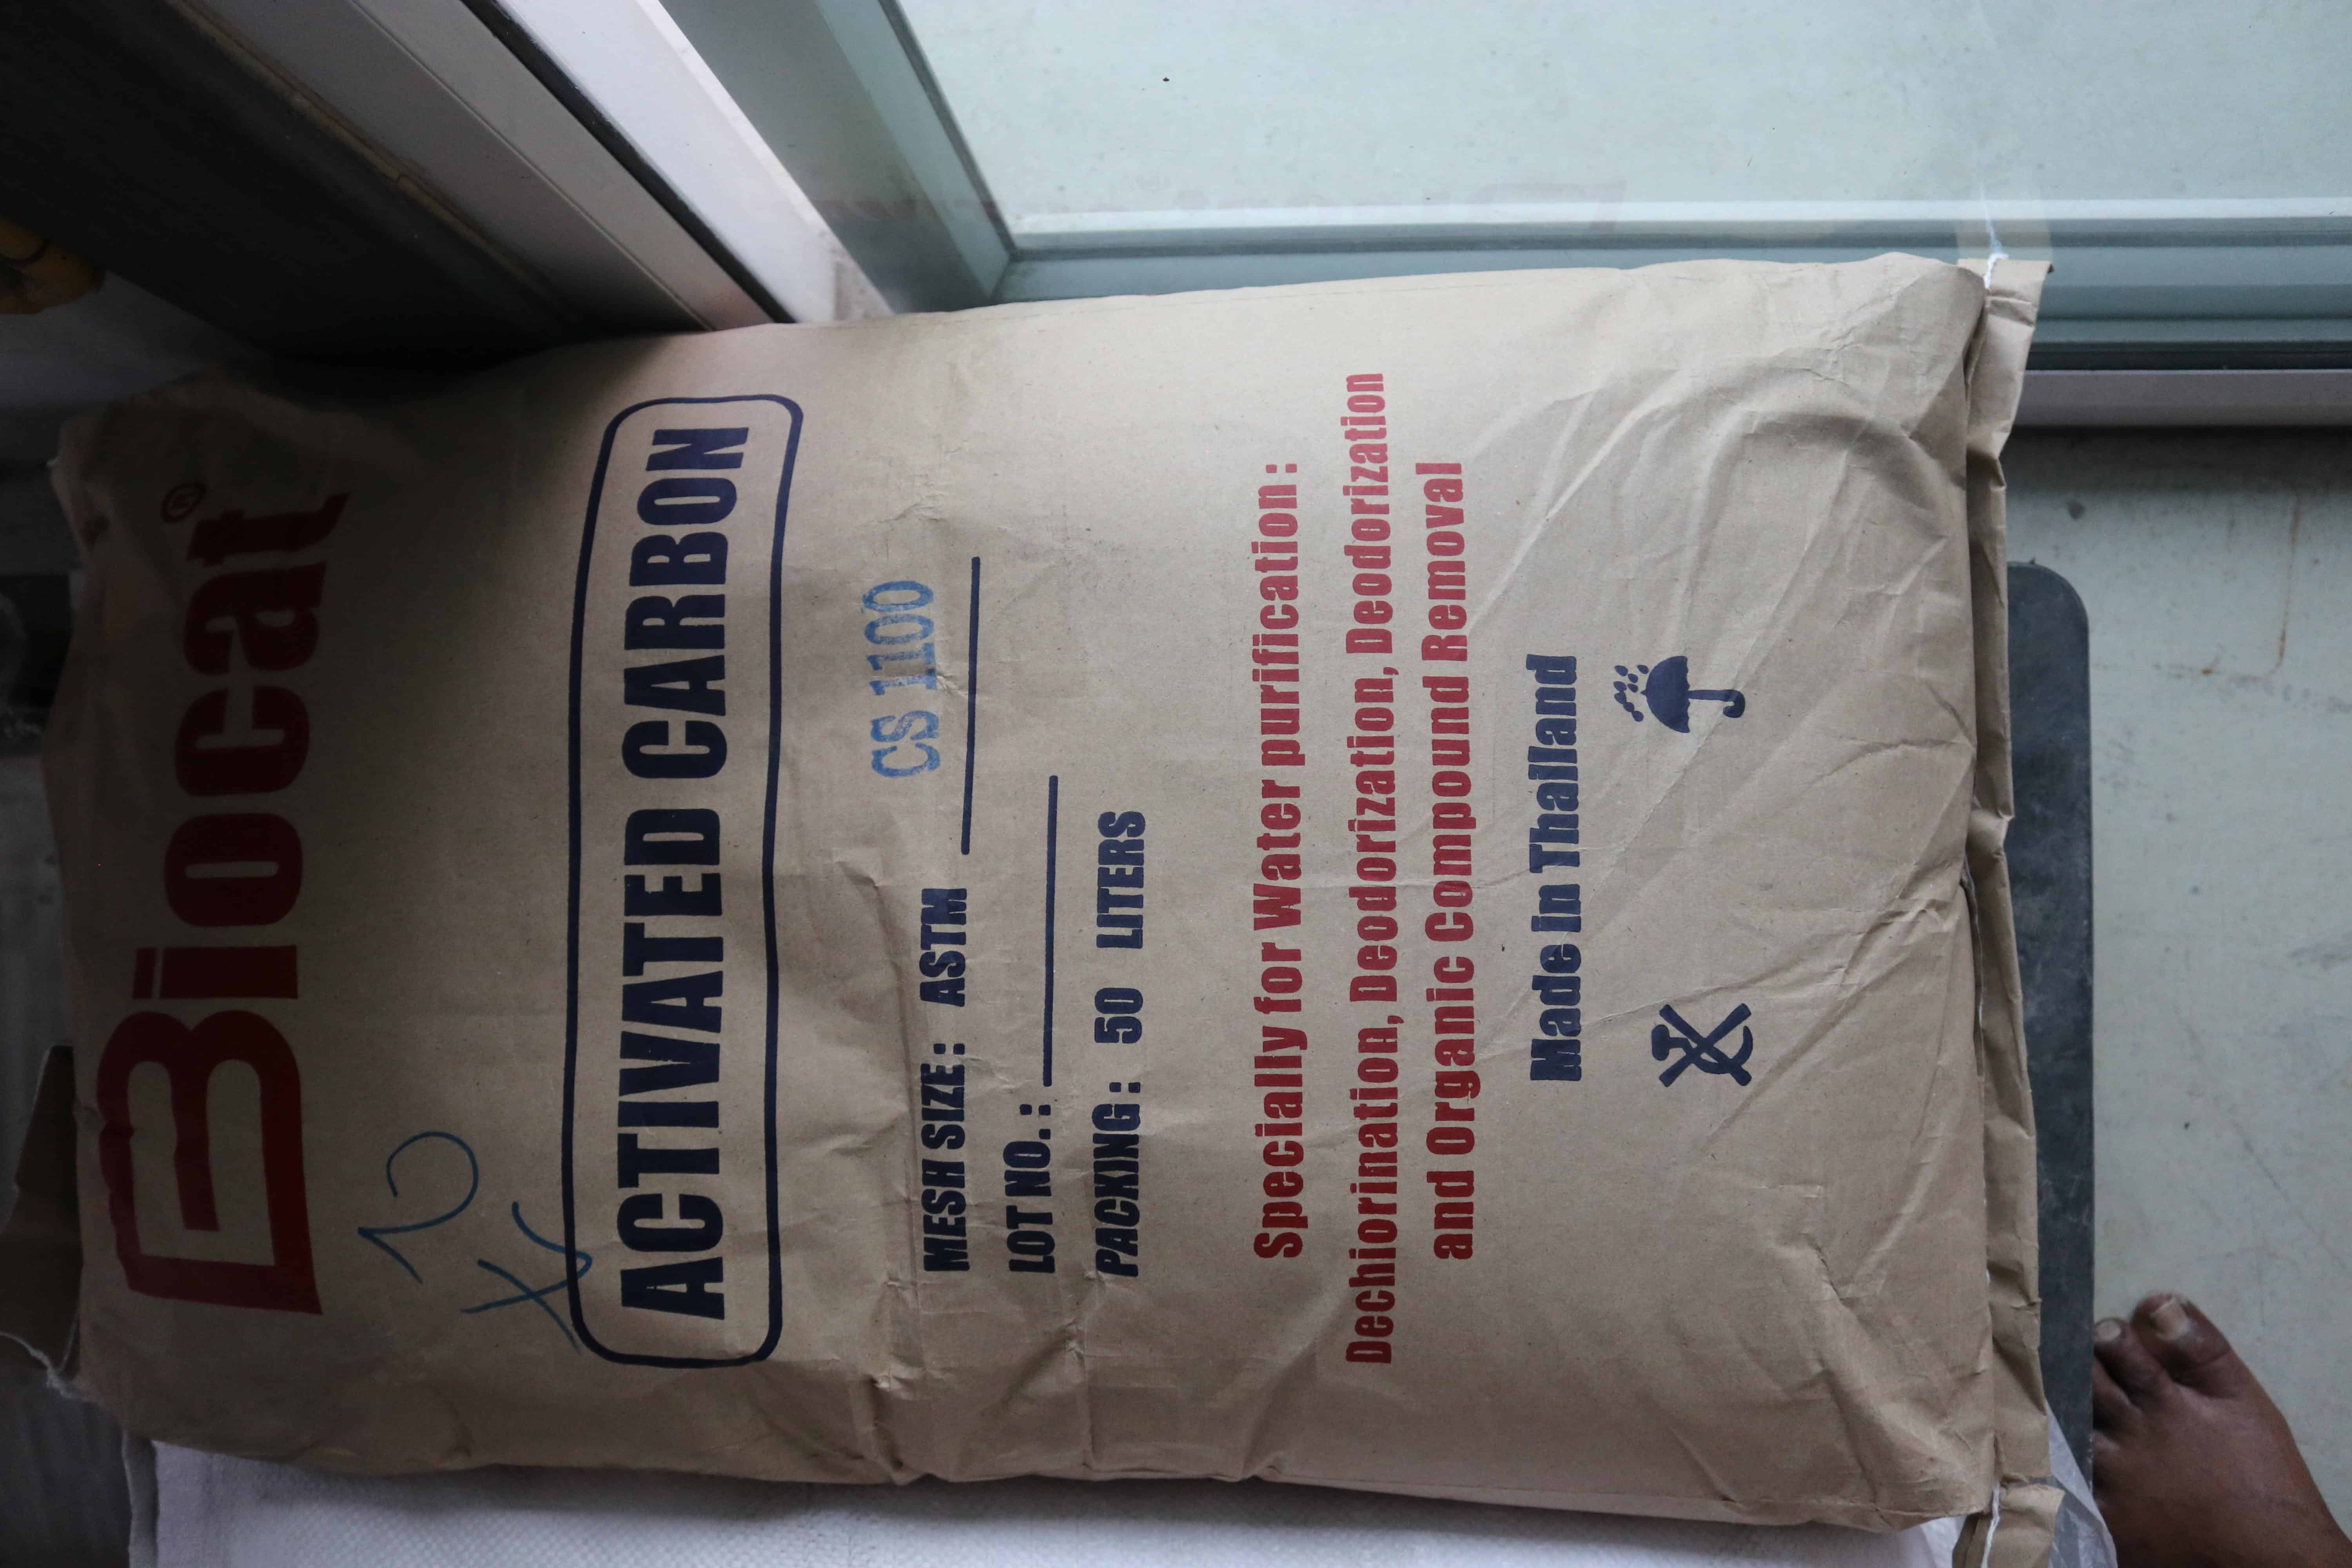 Biocat®
ACTIVATED CARBON
CS 1100
MESH SIZE : ASTM
LOT NO. :
PACKING : 50 LITERS
Specially for Water purification :
Dechiorination, Deodorization, Deodorization
and Organic Compound Removal
Made in Thailand